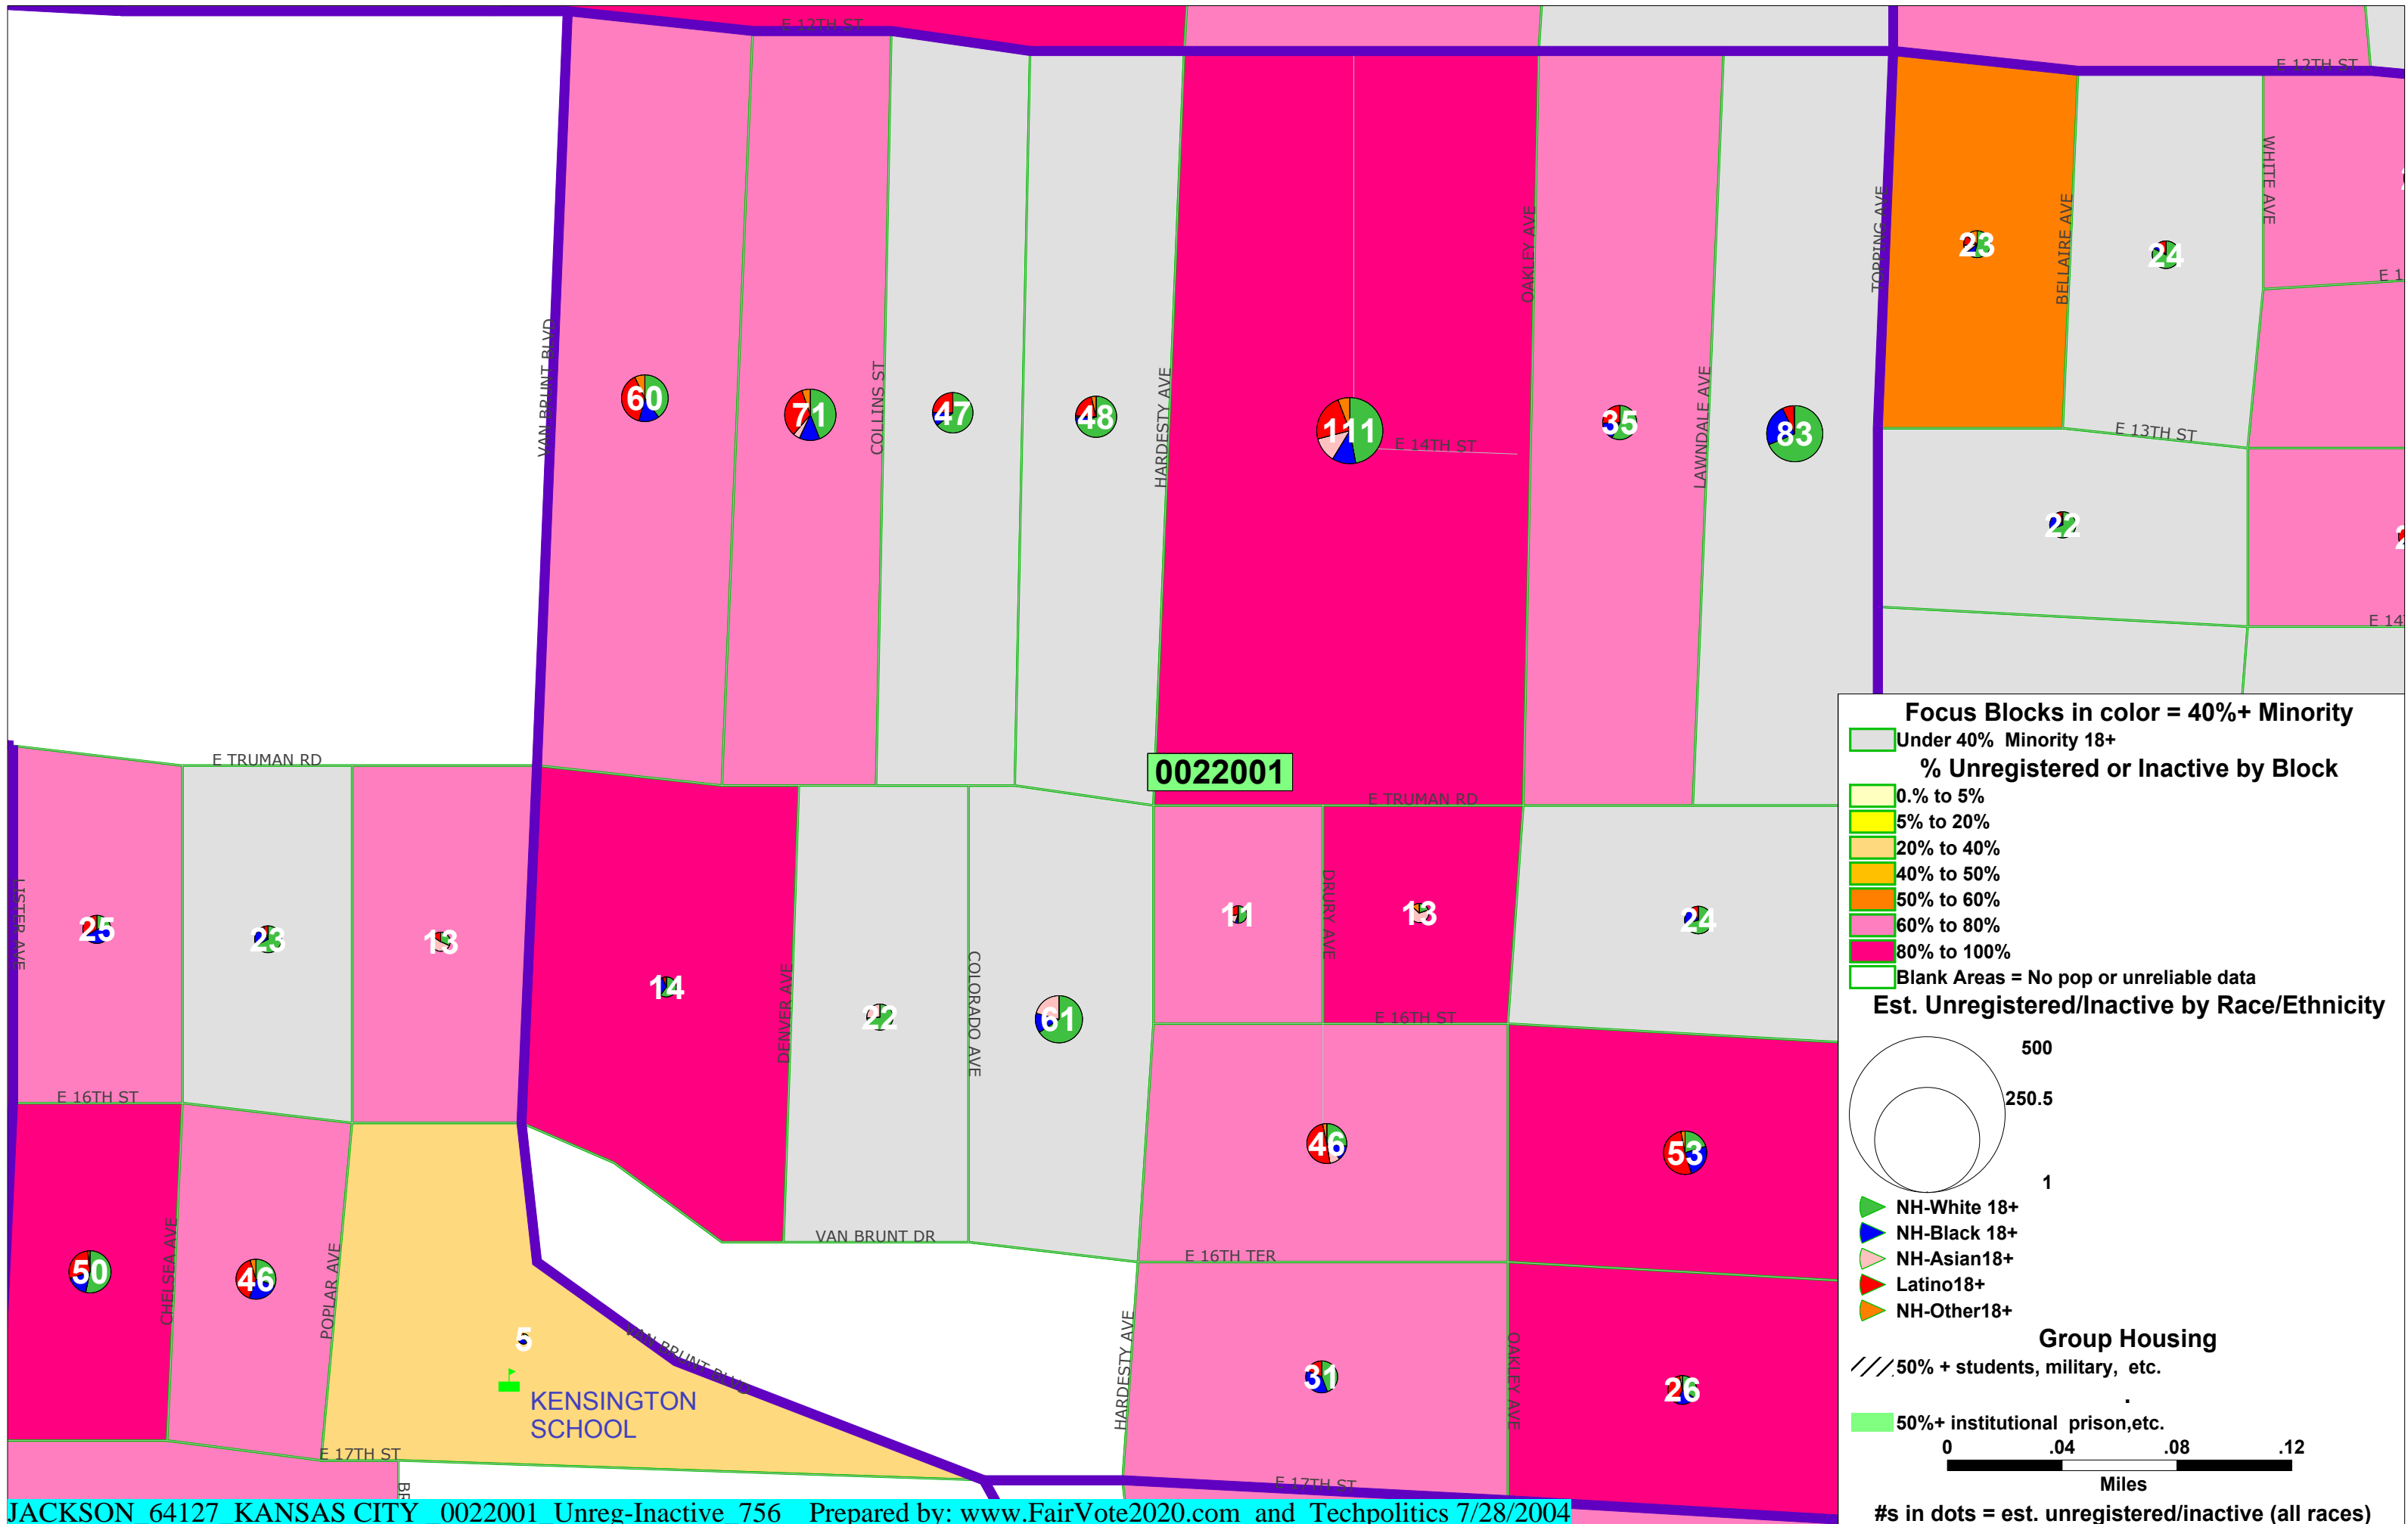 E 12TH ST
E 12TH ST
WHITE AVE
TOPPING AVE
BELLAIRE AVE
OAKLEY AVE
23
24
E 1
VAN BRUNT BLVD
COLLINS ST
HARDESTY AVE
LAWNDALE AVE
60
71
47
48
111
35
83
E 14TH ST
E 13TH ST
22
E 14
0022001
E TRUMAN RD
E TRUMAN RD
LISTER AVE
25
23
13
14
DENVER AVE
22
COLORADO AVE
61
11
DRURY AVE
13
24
E 16TH ST
E 16TH ST
46
53
VAN BRUNT DR
E 16TH TER
50
CHELSEA AVE
46
POPLAR AVE
5
KENSINGTON
SCHOOL
VAN BRUNT BLVD
HARDESTY AVE
31
OAKLEY AVE
26
E 17TH ST
E 17TH ST
Focus Blocks in color = 40%+ Minority
Under 40% Minority 18+
% Unregistered or Inactive by Block
0.% to 5%
5% to 20%
20% to 40%
40% to 50%
50% to 60%
60% to 80%
80% to 100%
Blank Areas = No pop or unreliable data
Est. Unregistered/Inactive by Race/Ethnicity
500
250.5
1
NH-White 18+
NH-Black 18+
NH-Asian18+
Latino18+
NH-Other18+
Group Housing
50% + students, military, etc.
.
50%+ institutional prison,etc.
0 .04 .08 .12
Miles
#s in dots = est. unregistered/inactive (all races)
JACKSON 64127 KANSAS CITY 0022001 Unreg-Inactive 756 Prepared by: www.FairVote2020.com and Techpolitics 7/28/2004